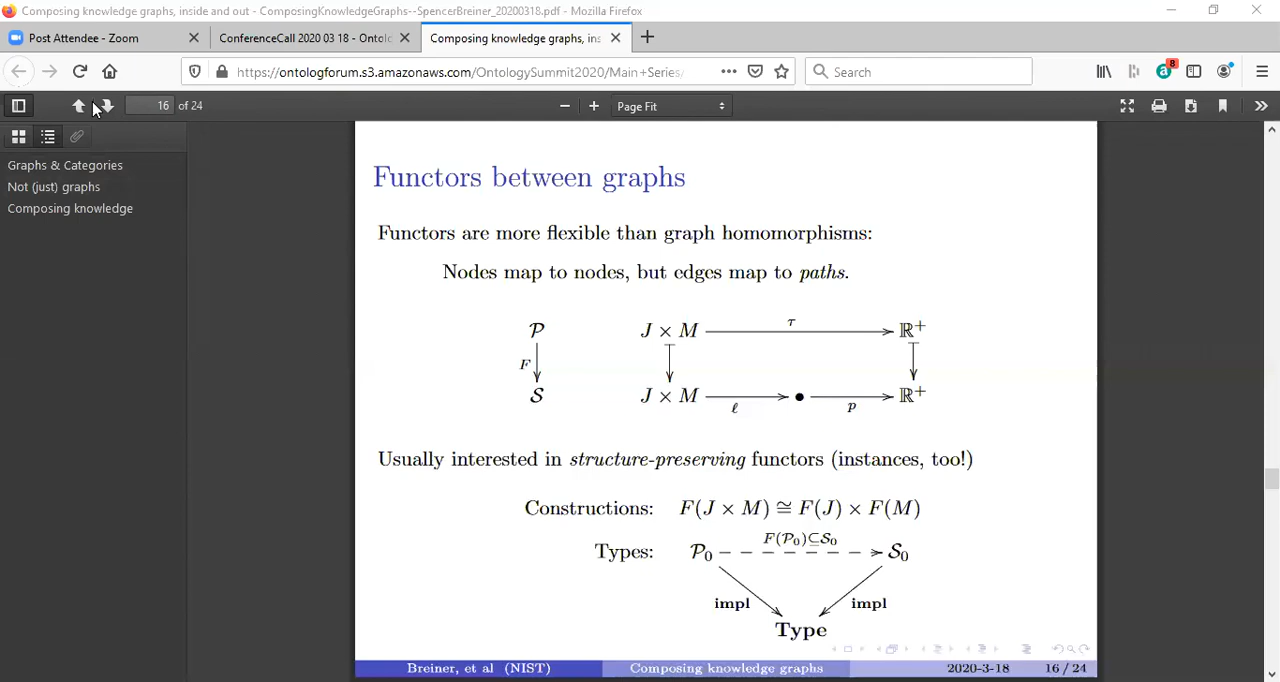 Composing knowledge graphs, inside and out - ComposingKnowledgeGraphs--SpencerBreiner_20200318.pdf - Mozilla Firefox
Post Attendee - Zoom
ConferenceCall 2020 03 18 - Ontolo
Composing knowledge graphs, ins
https://ontologforum.s3.amazonaws.com/OntologySummit2020/Main+Series/
Search
8
16 of 24
Page Fit
Graphs & Categories
Not (just) graphs
Composing knowledge
Functors between graphs
Functors are more flexible than graph homomorphisms:
Nodes map to nodes, but edges map to paths.
𝒫 J × M τ ℝ⁺
F
𝒮 J × M ℓ • p ℝ⁺
Usually interested in structure-preserving functors (instances, too!)
Constructions: F(J × M) ≅ F(J) × F(M)
Types: 𝒫₀ F(𝒫₀)⊆𝒮₀ 𝒮₀
impl impl
Type
Breiner, et al (NIST) Composing knowledge graphs 2020-3-18 16 / 24